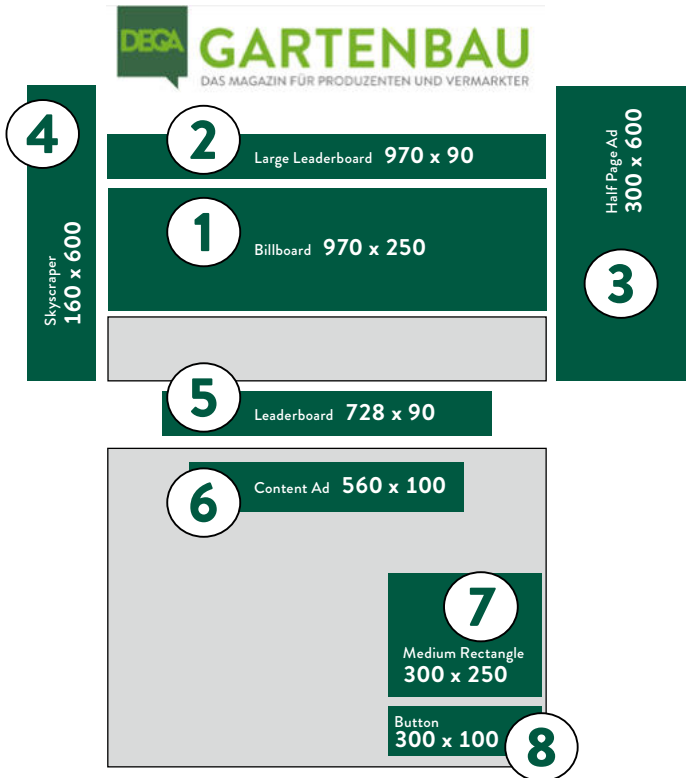 DEGA
GARTENBAU
DAS MAGAZIN FÜR PRODUZENTEN UND VERMARKTER
4
Skyscraper
160 x 600
2
Large Leaderboard 970 x 90
1
Billboard 970 x 250
Half Page Ad
300 x 600
3
5
Leaderboard 728 x 90
6
Content Ad 560 x 100
7
Medium Rectangle
300 x 250
Button
300 x 100
8